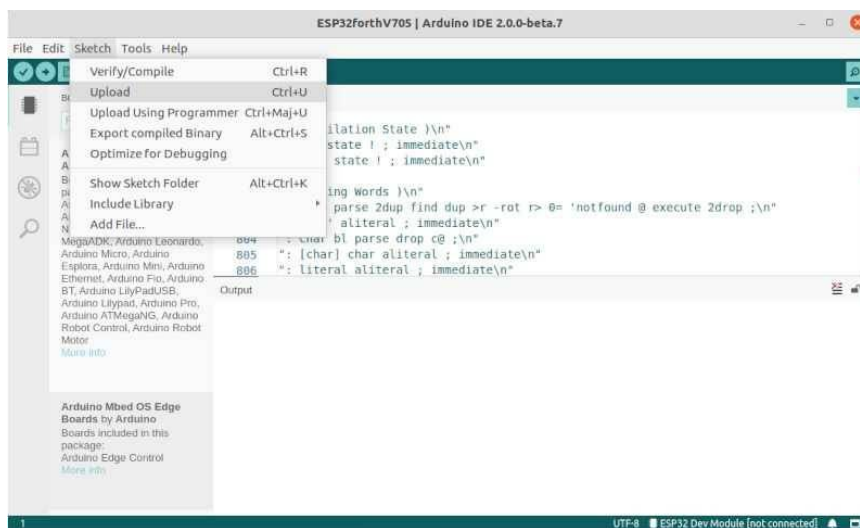 ESP32forthV705 | Arduino IDE 2.0.0-beta.7
File Edit Sketch Tools Help
Verify/Compile Ctrl+R
Upload Ctrl+U
Upload Using Programmer Ctrl+Maj+U
Export compiled Binary Alt+Ctrl+S
Optimize for Debugging
Show Sketch Folder Alt+Ctrl+K
Include Library
Add File...
ilation State )\n"
state ! ; immediate\n"
state ! ; immediate\n"
ing Words )\n"
parse 2dup find dup >r -rot r> 0= 'notfound @ execute 2drop ;\n"
' aliteral ; immediate\n"
804 ": char bl parse drop c@ ;\n"
805 ": [char] char aliteral ; immediate\n"
806 ": literal aliteral ; immediate\n"
MegaADK, Arduino Leonardo,
Arduino Micro, Arduino
Esplora, Arduino Mini, Arduino
Ethernet, Arduino Fio, Arduino
BT, Arduino LilyPadUSB,
Arduino Lilypad, Arduino Pro,
Arduino ATMegaNG, Arduino
Robot Control, Arduino Robot
Motor
More info
Output
Arduino Mbed OS Edge
Boards by Arduino
Boards included in this
package:
Arduino Edge Control
More info
1 UTF-8 ESP32 Dev Module [not connected]